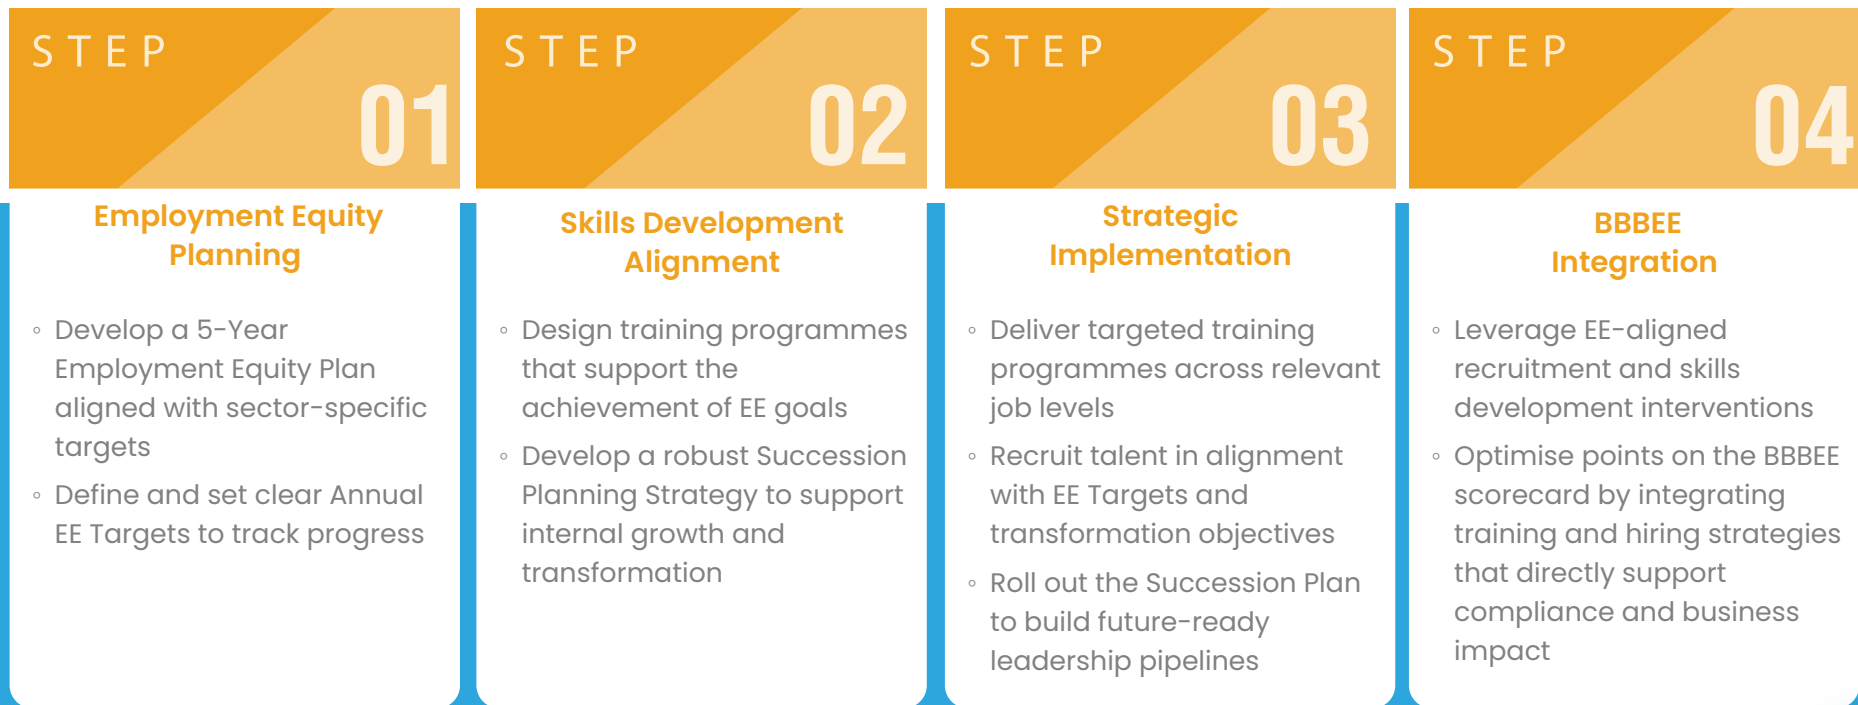 STEP
01
Employment Equity
Planning
◦ Develop a 5-Year
Employment Equity Plan
aligned with sector-specific
targets
◦ Define and set clear Annual
EE Targets to track progress
STEP
02
Skills Development
Alignment
◦ Design training programmes
that support the
achievement of EE goals
◦ Develop a robust Succession
Planning Strategy to support
internal growth and
transformation
STEP
03
Strategic
Implementation
◦ Deliver targeted training
programmes across relevant
job levels
◦ Recruit talent in alignment
with EE Targets and
transformation objectives
◦ Roll out the Succession Plan
to build future-ready
leadership pipelines
STEP
04
BBBEE
Integration
◦ Leverage EE-aligned
recruitment and skills
development interventions
◦ Optimise points on the BBBEE
scorecard by integrating
training and hiring strategies
that directly support
compliance and business
impact